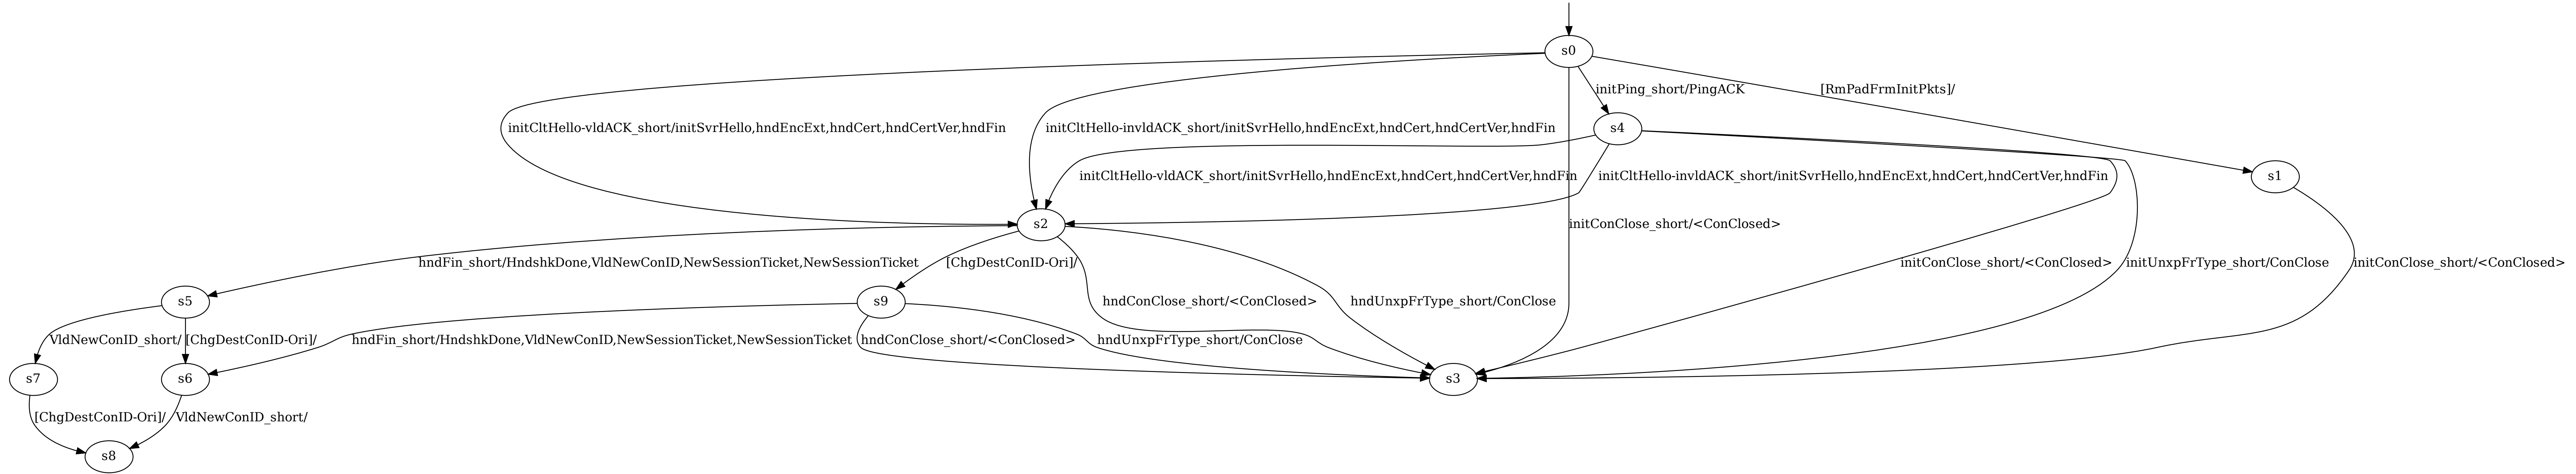 s0
initPing_short/PingACK
[RmPadFrmInitPkts]/
initCltHello-vldACK_short/initSvrHello,hndEncExt,hndCert,hndCertVer,hndFin
initCltHello-invldACK_short/initSvrHello,hndEncExt,hndCert,hndCertVer,hndFin
s4
initCltHello-vldACK_short/initSvrHello,hndEncExt,hndCert,hndCertVer,hndFin
initCltHello-invldACK_short/initSvrHello,hndEncExt,hndCert,hndCertVer,hndFin
s1
s2
initConClose_short/<ConClosed>
hndFin_short/HndshkDone,VldNewConID,NewSessionTicket,NewSessionTicket
[ChgDestConID-Ori]/
initConClose_short/<ConClosed>
initUnxpFrType_short/ConClose
initConClose_short/<ConClosed>
s5
s9
hndConClose_short/<ConClosed>
hndUnxpFrType_short/ConClose
VldNewConID_short/
[ChgDestConID-Ori]/
hndFin_short/HndshkDone,VldNewConID,NewSessionTicket,NewSessionTicket
hndConClose_short/<ConClosed>
hndUnxpFrType_short/ConClose
s7
s6
s3
[ChgDestConID-Ori]/
VldNewConID_short/
s8